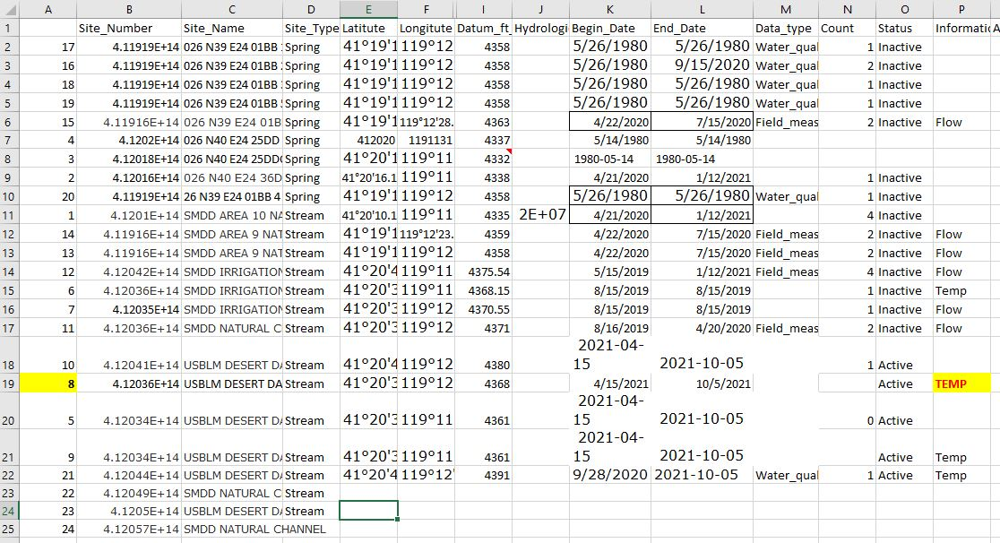 A B C D E F I J K L M N O P
1 Site_Number Site_Name Site_Type Latitute Longitute Datum_ft_ Hydrologi Begin_Date End_Date Data_type Count Status Informatic A
2 17 4.11919E+14 026 N39 E24 01BB Spring 41°19'1 119°12 4358 5/26/1980 5/26/1980 Water_qual 1 Inactive
3 16 4.11919E+14 026 N39 E24 01BB Spring 41°19'1 119°12 4358 5/26/1980 9/15/2020 Water_qual 2 Inactive
4 18 4.11919E+14 026 N39 E24 01BB Spring 41°19'1 119°12 4358 5/26/1980 5/26/1980 Water_qual 1 Inactive
5 19 4.11919E+14 026 N39 E24 01BB Spring 41°19'1 119°12 4358 5/26/1980 5/26/1980 Water_qual 1 Inactive
6 15 4.11916E+14 026 N39 E24 01B Spring 41°19'1 119°12'28. 4363 4/22/2020 7/15/2020 Field_meas 2 Inactive Flow
7 4 4.1202E+14 026 N40 E24 25DD Spring 412020 1191131 4337 5/14/1980 5/14/1980
8 3 4.12018E+14 026 N40 E24 25DD Spring 41°20'1 119°11 4332 1980-05-14 1980-05-14
9 2 4.12016E+14 026 N40 E24 36D Spring 41°20'16.1 119°11 4338 4/21/2020 1/12/2021 1 Inactive
10 20 4.11919E+14 26 N39 E24 01BB 4 Spring 41°19'1 119°12 4358 5/26/1980 5/26/1980 Water_qual 1 Inactive
11 1 4.1201E+14 SMDD AREA 10 NA Stream 41°20'10.1 119°11 4335 2E+07 4/21/2020 1/12/2021 4 Inactive
12 14 4.11916E+14 SMDD AREA 9 NAT Stream 41°19'1 119°12'23. 4359 4/22/2020 7/15/2020 Field_meas 2 Inactive Flow
13 13 4.11916E+14 SMDD AREA 9 NAT Stream 41°19'1 119°12 4358 4/22/2020 7/15/2020 Field_meas 2 Inactive Flow
14 12 4.12042E+14 SMDD IRRIGATION Stream 41°20'4 119°11 4375.54 5/15/2019 1/12/2021 Field_meas 4 Inactive Flow
15 6 4.12036E+14 SMDD IRRIGATION Stream 41°20'3 119°12 4368.15 8/15/2019 8/15/2019 1 Inactive Temp
16 7 4.12035E+14 SMDD IRRIGATION Stream 41°20'3 119°12 4370.55 8/15/2019 8/15/2019 1 Inactive Flow
17 11 4.12036E+14 SMDD NATURAL C Stream 41°20'3 119°12 4371 8/16/2019 4/20/2020 Field_meas 2 Inactive Flow
2021-04-
18 10 4.12041E+14 USBLM DESERT DA Stream 41°20'4 119°12 4380 15 2021-10-05 1 Active
19 8 4.12036E+14 USBLM DESERT DA Stream 41°20'3 119°12 4368 4/15/2021 10/5/2021 Active TEMP
2021-04-
20 5 4.12034E+14 USBLM DESERT DA Stream 41°20'3 119°11 4361 15 2021-10-05 0 Active
2021-04-
21 9 4.12034E+14 USBLM DESERT DA Stream 41°20'3 119°11 4361 15 2021-10-05 Active Temp
22 21 4.12044E+14 USBLM DESERT DA Stream 41°20'4 119°12' 4391 9/28/2020 2021-10-05 Water_qual 1 Active Temp
23 22 4.12049E+14 SMDD NATURAL C Stream
24 23 4.1205E+14 USBLM DESERT DA Stream
25 24 4.12057E+14 SMDD NATURAL CHANNEL